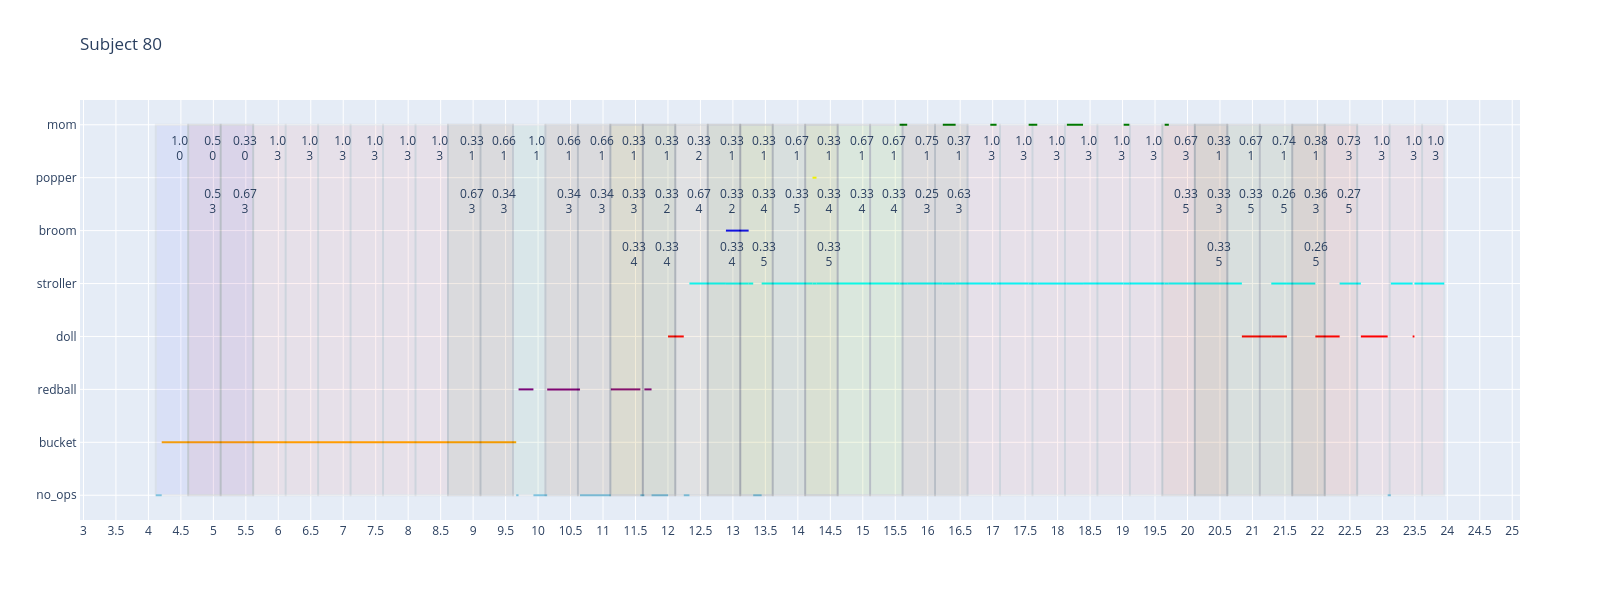 Subject 80
mom
1.0 0.5 0.33 1.0 1.0 1.0 1.0 1.0 1.0 0.33 0.66 1.0 0.66 0.66 0.33 0.33 0.33 0.33 0.33 0.67 0.33 0.67 0.67 0.75 0.37 1.0 1.0 1.0 1.0 1.0 1.0 0.67 0.33 0.67 0.74 0.38 0.73 1.0 1.0 1.0
0 0 0 3 3 3 3 3 3 1 1 1 1 1 1 1 2 1 1 1 1 1 1 1 1 3 3 3 3 3 3 3 1 1 1 1 3 3 3 3
popper
0.5 0.67 0.67 0.34 0.34 0.34 0.33 0.33 0.67 0.33 0.33 0.33 0.33 0.33 0.33 0.25 0.63 0.33 0.33 0.33 0.26 0.36 0.27
3 3 3 3 3 3 3 2 4 2 4 5 4 4 4 3 3 5 3 5 5 3 5
broom
0.33 0.33 0.33 0.33 0.33 0.33 0.26
4 4 4 5 5 5 5
stroller
doll
redball
bucket
no_ops
3 3.5 4 4.5 5 5.5 6 6.5 7 7.5 8 8.5 9 9.5 10 10.5 11 11.5 12 12.5 13 13.5 14 14.5 15 15.5 16 16.5 17 17.5 18 18.5 19 19.5 20 20.5 21 21.5 22 22.5 23 23.5 24 24.5 25